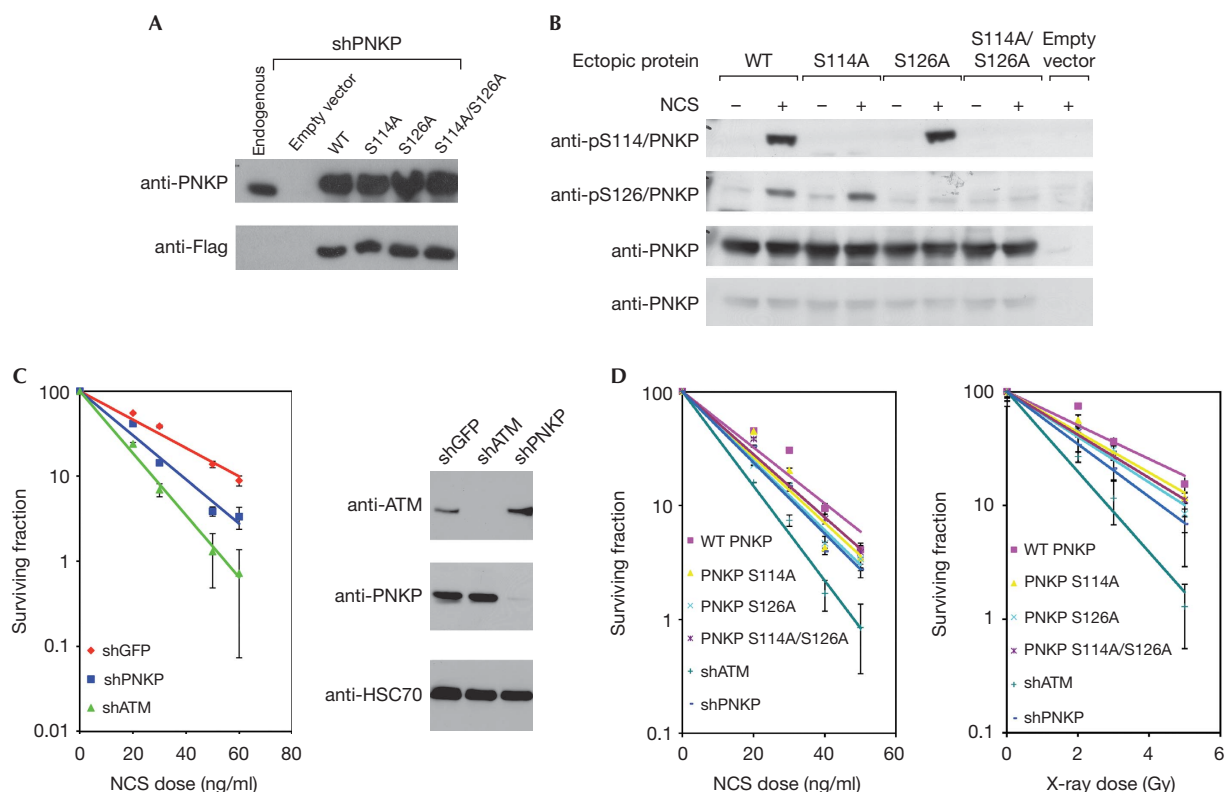 A
shPNKP
Endogenous
Empty vector
WT
S114A
S126A
S114A/S126A
anti-PNKP
anti-Flag
B
Ectopic protein WT S114A S126A S114A/ S126A Empty vector
NCS – + – + – + – + +
anti-pS114/PNKP
anti-pS126/PNKP
anti-PNKP
anti-PNKP
C
Surviving fraction
100
10
1
0.1
0.01
shGFP
shPNKP
shATM
0 20 40 60 80
NCS dose (ng/ml)
shGFP
shATM
shPNKP
anti-ATM
anti-PNKP
anti-HSC70
D
Surviving fraction
100
10
1
0.1
WT PNKP
PNKP S114A
PNKP S126A
PNKP S114A/S126A
shATM
shPNKP
0 20 40 60
NCS dose (ng/ml)
Surviving fraction
100
10
1
0.1
WT PNKP
PNKP S114A
PNKP S126A
PNKP S114A/S126A
shATM
shPNKP
0 2 4 6
X-ray dose (Gy)